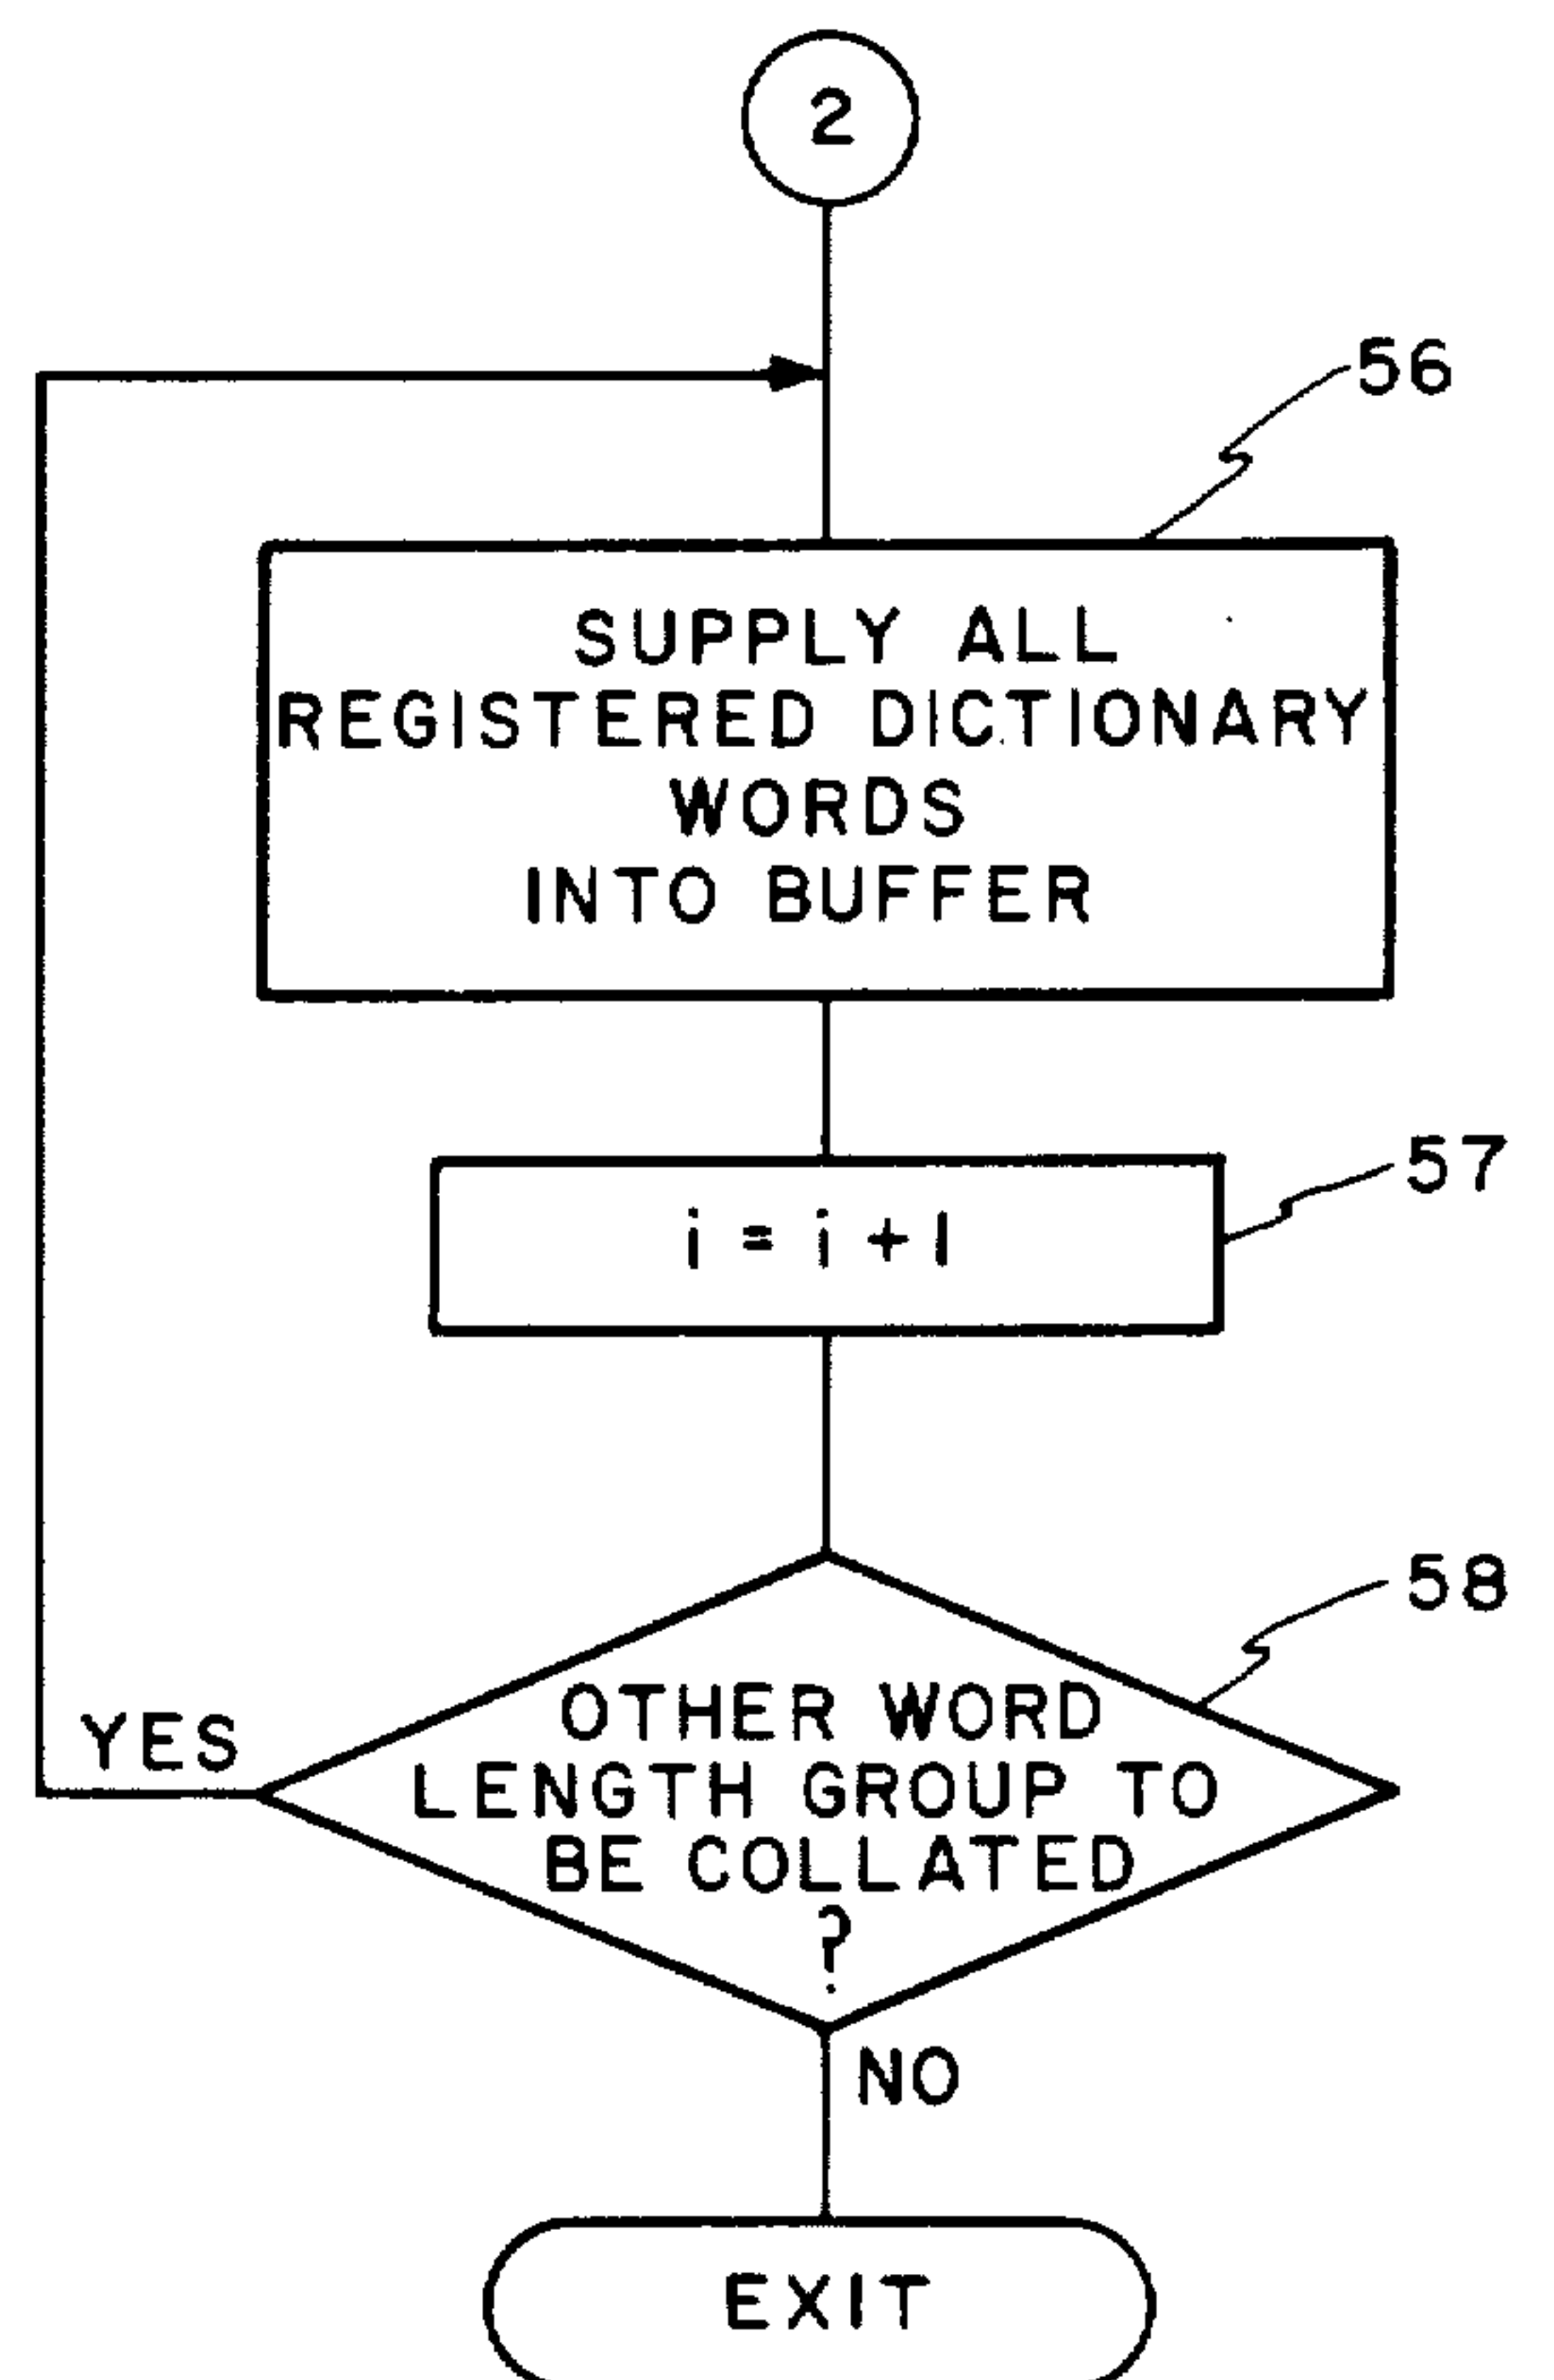 2
56
SUPPLY ALL
REGISTERED DICTIONARY
WORDS
INTO BUFFER
57
i = i + 1
58
OTHER WORD
YES
LENGTH GROUP TO
BE COLLATED
?
NO
EXIT